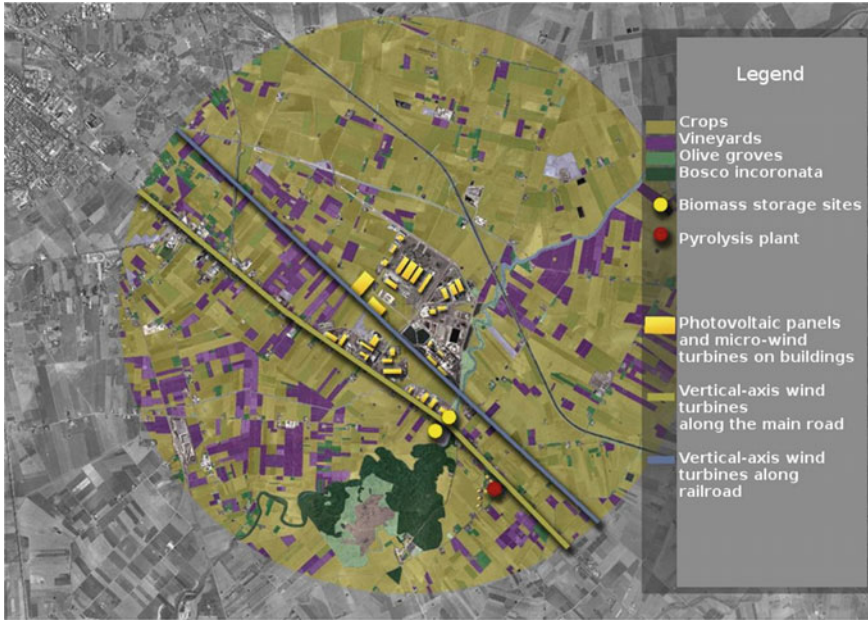 Legend
Crops
Vineyards
Olive groves
Bosco incoronata
Biomass storage sites
Pyrolysis plant
Photovoltaic panels
and micro-wind
turbines on buildings
Vertical-axis wind
turbines
along the main road
Vertical-axis wind
turbines along
railroad